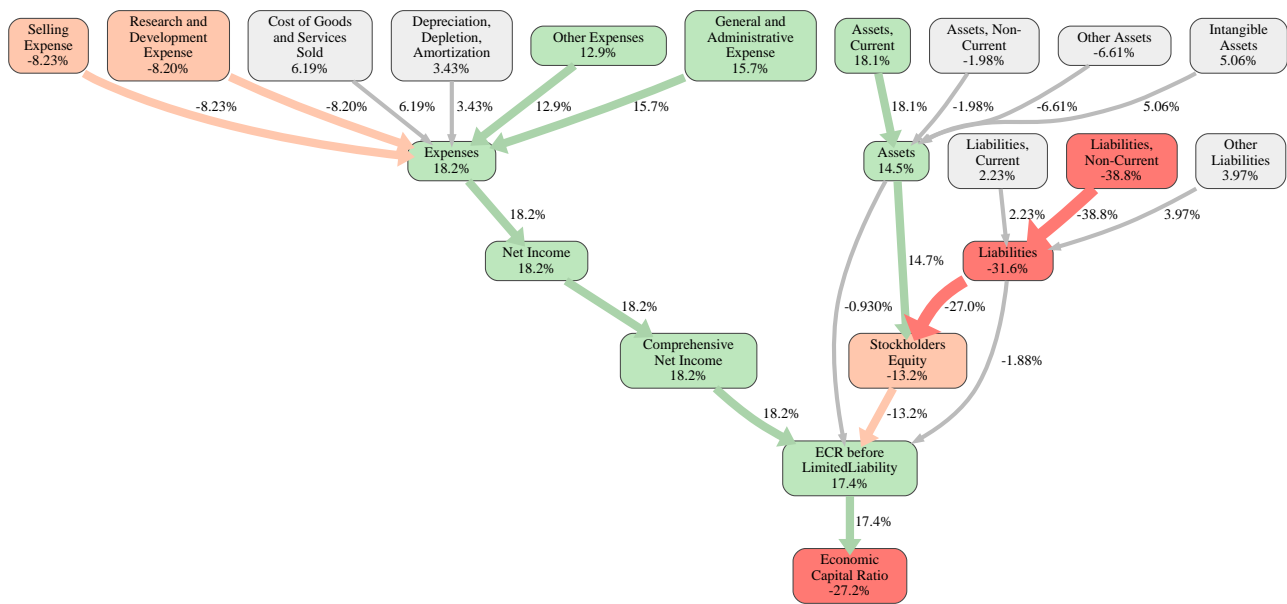 Selling
Expense
-8.23%
Research and
Development
Expense
-8.20%
Cost of Goods
and Services
Sold
6.19%
Depreciation,
Depletion,
Amortization
3.43%
Other Expenses
12.9%
General and
Administrative
Expense
15.7%
Assets,
Current
18.1%
Assets, Non-
Current
-1.98%
Other Assets
-6.61%
Intangible
Assets
5.06%
-8.23%
-8.20%
6.19%
3.43%
12.9%
15.7%
18.1%
-1.98%
-6.61%
5.06%
Expenses
18.2%
Assets
14.5%
Liabilities,
Current
2.23%
Liabilities,
Non-Current
-38.8%
Other
Liabilities
3.97%
18.2%
2.23%
-38.8%
3.97%
Net Income
18.2%
14.7%
Liabilities
-31.6%
18.2%
-0.930%
-27.0%
Comprehensive
Net Income
18.2%
Stockholders
Equity
-13.2%
-1.88%
18.2%
-13.2%
ECR before
LimitedLiability
17.4%
17.4%
Economic
Capital Ratio
-27.2%